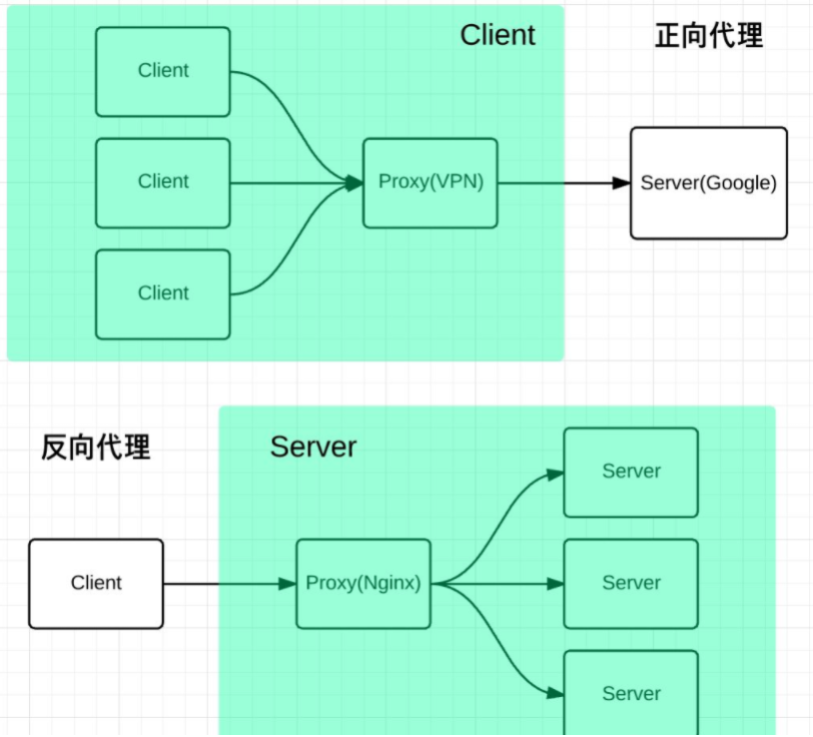 Client
正向代理
Client
Client
Proxy(VPN)
Server(Google)
Client
反向代理
Server
Server
Client
Proxy(Nginx)
Server
Server